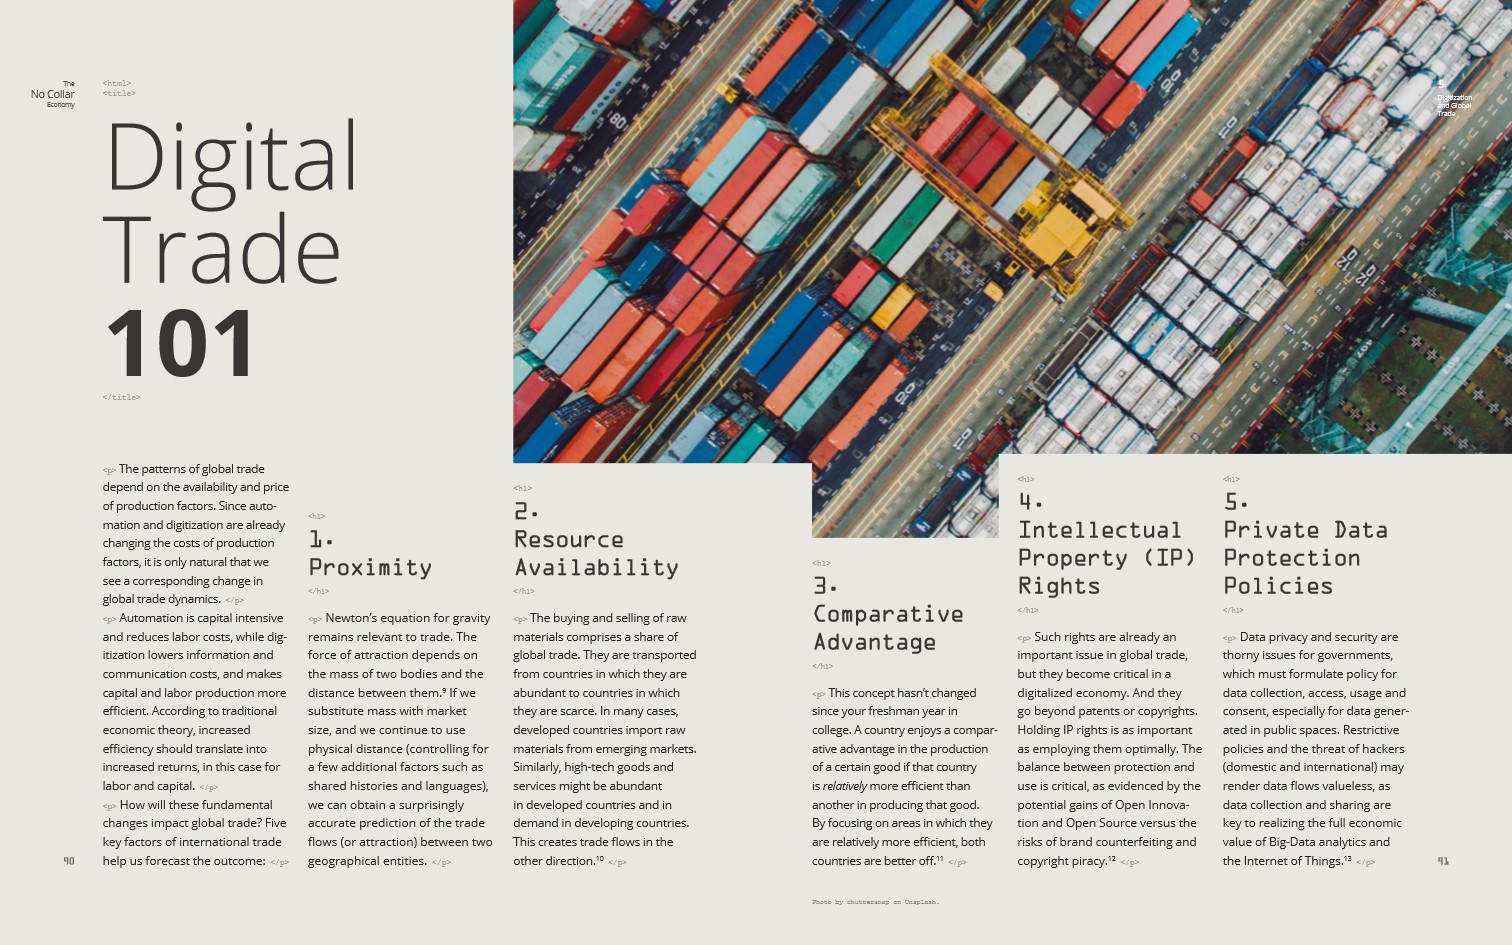 The
No Collar
Economy
<html>
<title>
Digital
Trade
101
</title>
5
Digitization
and Global
Trade
<p> The patterns of global trade
depend on the availability and price
of production factors. Since auto-
mation and digitization are already
changing the costs of production
factors, it is only natural that we
see a corresponding change in
global trade dynamics. </p>
<p> Automation is capital intensive
and reduces labor costs, while dig-
itization lowers information and
communication costs, and makes
capital and labor production more
efficient. According to traditional
economic theory, increased
efficiency should translate into
increased returns, in this case for
labor and capital. </p>
<p> How will these fundamental
changes impact global trade? Five
key factors of international trade
help us forecast the outcome: </p>
<h1>
1.
Proximity
</h1>
<p> Newton's equation for gravity
remains relevant to trade. The
force of attraction depends on
the mass of two bodies and the
distance between them.⁹ If we
substitute mass with market
size, and we continue to use
physical distance (controlling for
a few additional factors such as
shared histories and languages),
we can obtain a surprisingly
accurate prediction of the trade
flows (or attraction) between two
geographical entities. </p>
<h1>
2.
Resource
Availability
</h1>
<p> The buying and selling of raw
materials comprises a share of
global trade. They are transported
from countries in which they are
abundant to countries in which
they are scarce. In many cases,
developed countries import raw
materials from emerging markets.
Similarly, high-tech goods and
services might be abundant
in developed countries and in
demand in developing countries.
This creates trade flows in the
other direction.¹⁰ </p>
<h1>
3.
Comparative
Advantage
</h1>
<p> This concept hasn't changed
since your freshman year in
college. A country enjoys a compar-
ative advantage in the production
of a certain good if that country
is relatively more efficient than
another in producing that good.
By focusing on areas in which they
are relatively more efficient, both
countries are better off.¹¹ </p>
<h1>
4.
Intellectual
Property (IP)
Rights
</h1>
<p> Such rights are already an
important issue in global trade,
but they become critical in a
digitalized economy. And they
go beyond patents or copyrights.
Holding IP rights is as important
as employing them optimally. The
balance between protection and
use is critical, as evidenced by the
potential gains of Open Innova-
tion and Open Source versus the
risks of brand counterfeiting and
copyright piracy.¹² </p>
<h1>
5.
Private Data
Protection
Policies
</h1>
<p> Data privacy and security are
thorny issues for governments,
which must formulate policy for
data collection, access, usage and
consent, especially for data gener-
ated in public spaces. Restrictive
policies and the threat of hackers
(domestic and international) may
render data flows valueless, as
data collection and sharing are
key to realizing the full economic
value of Big-Data analytics and
the Internet of Things.¹³ </p>
90
91
Photo by chuttersnap on Unsplash.